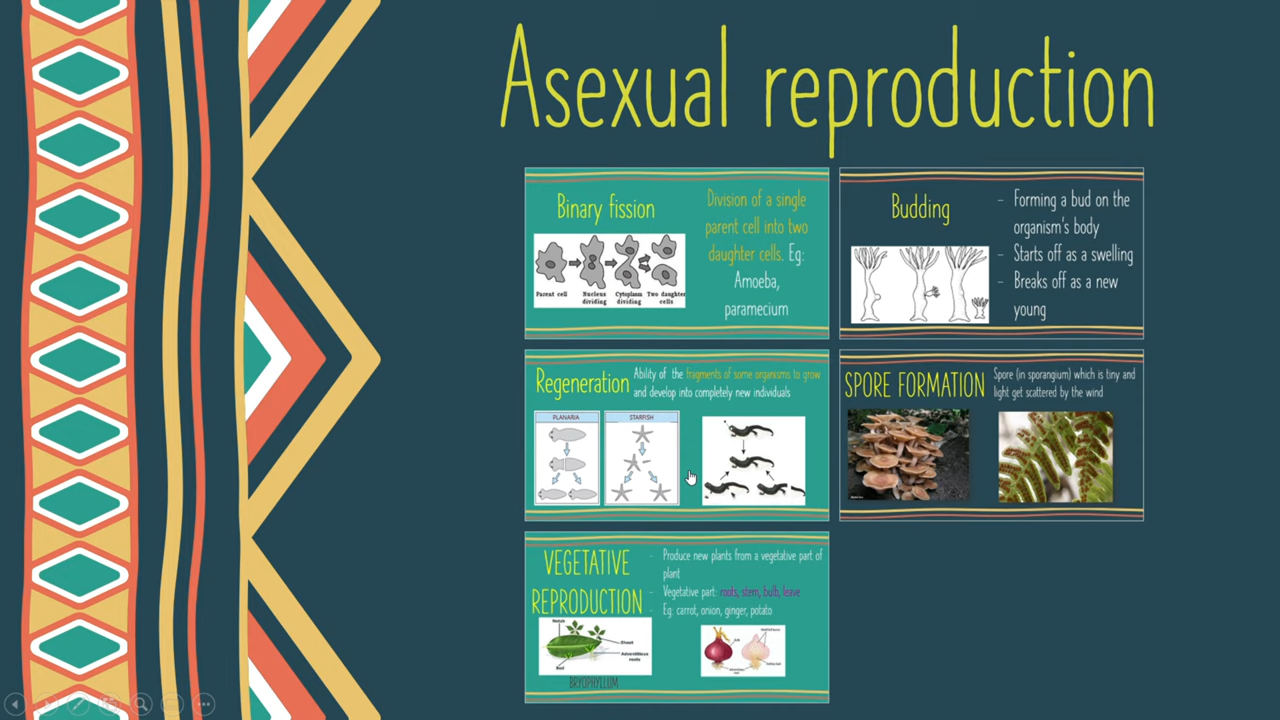 Asexual reproduction
Binary fission
Division of a single
parent cell into two
daughter cells. Eg:
Amoeba,
paramecium
Parent cell
Nucleus
dividing
Cytoplasm
dividing
Two daughter
cells
Budding
- Forming a bud on the
organism's body
- Starts off as a swelling
- Breaks off as a new
young
Regeneration
Ability of the fragments of some organisms to grow
and develop into completely new individuals
PLANARIA
STARFISH
SPORE FORMATION
Spore (in sporangium) which is tiny and
light get scattered by the wind
VEGETATIVE
REPRODUCTION
- Produce new plants from a vegetative part of
plant
- Vegetative part: roots, stem, bulb, leave
- Eg: carrot, onion, ginger, potato
Notch
Shoot
Adventitious
roots
Bud
BRYOPHYLLUM